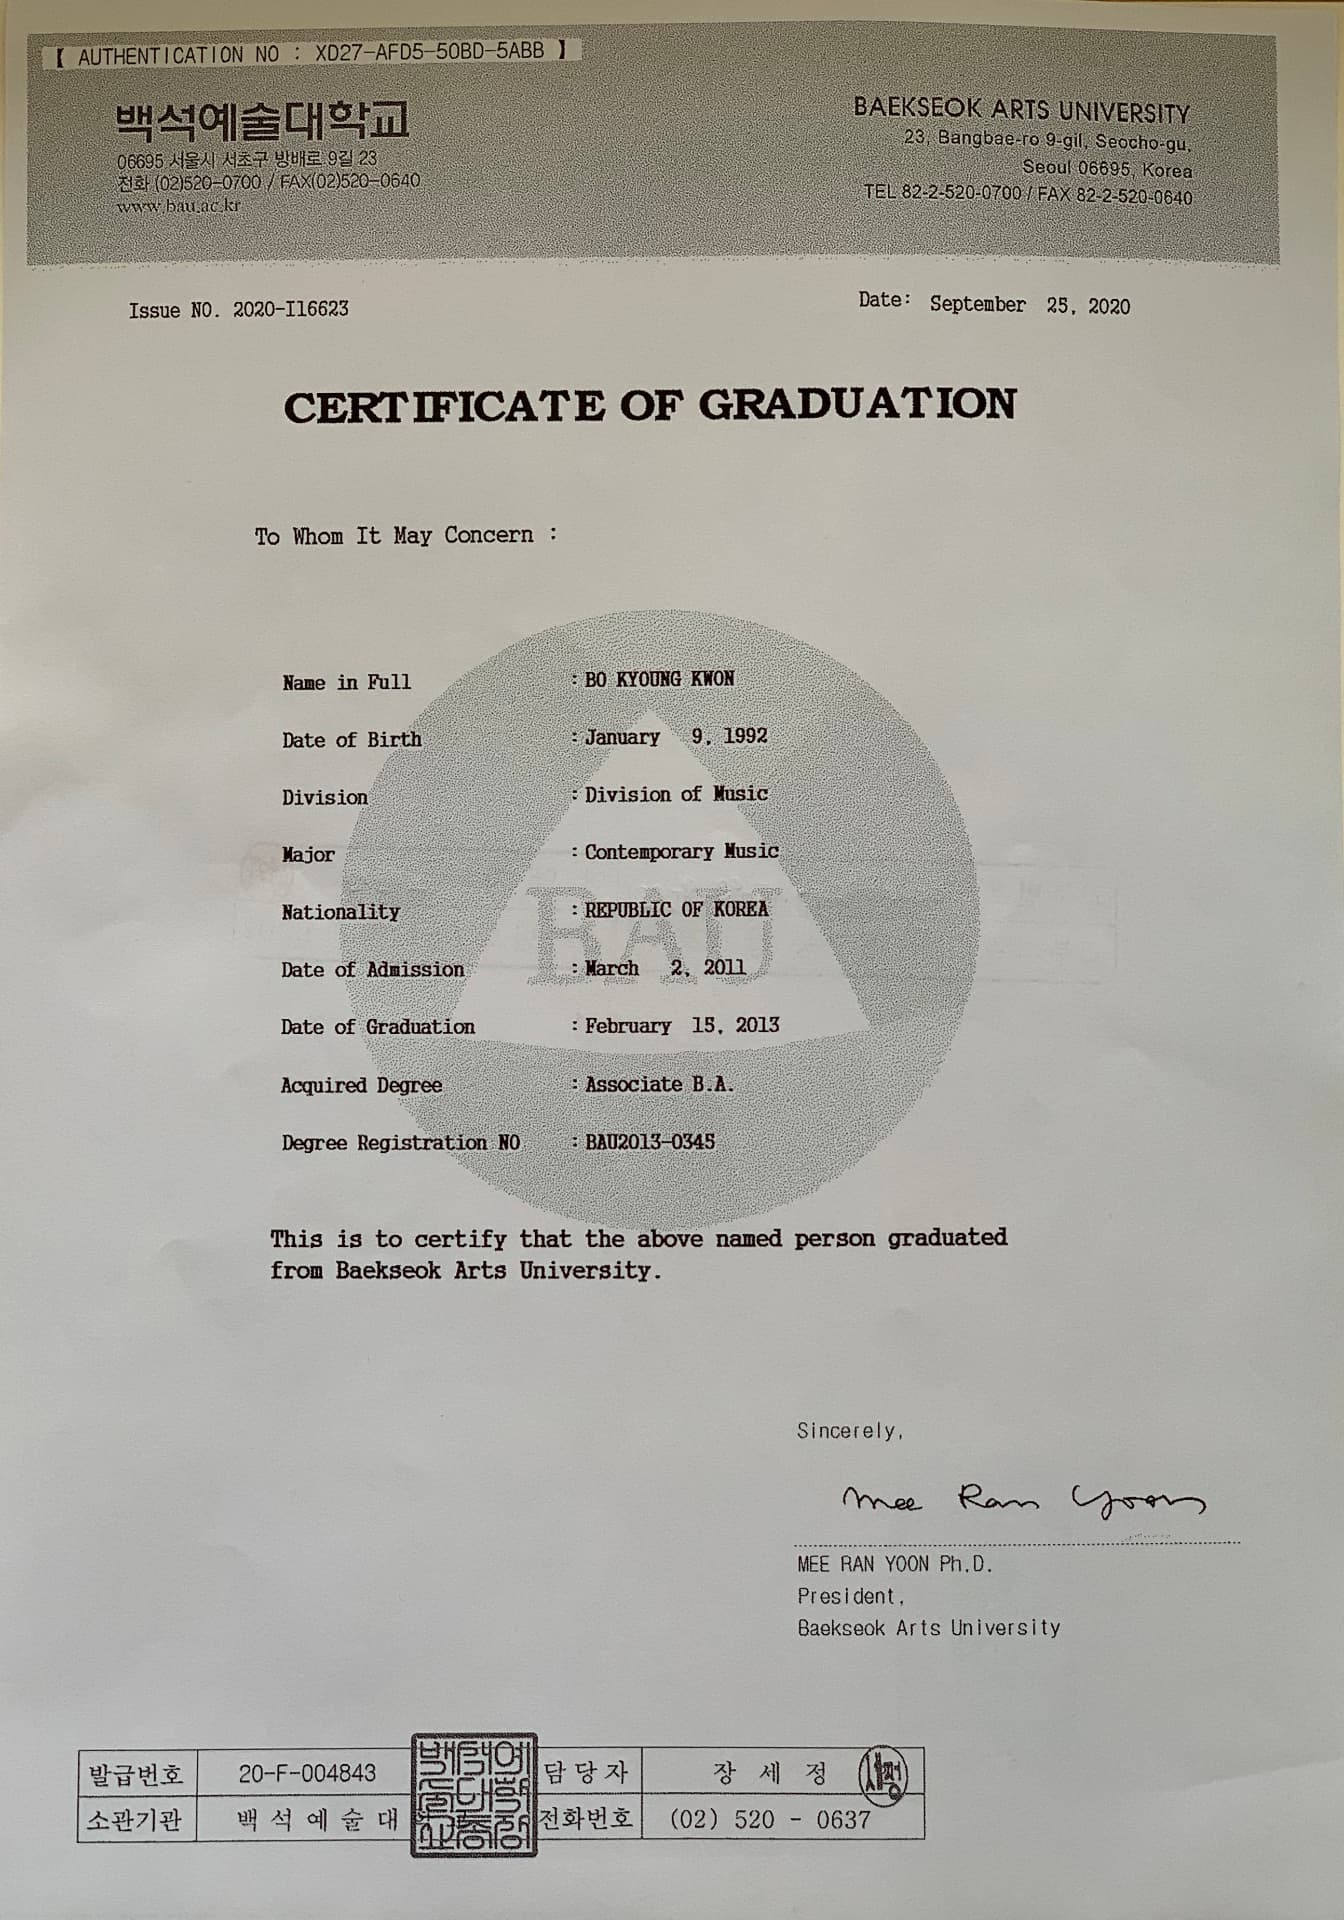 【 AUTHENTICATION NO : XD27-AFD5-50BD-5ABB 】
백석예술대학교
06695 서울시 서초구 방배로 9길 23
전화 (02)520-0700 / FAX(02)520-0640
www.bau.ac.kr
BAEKSEOK ARTS UNIVERSITY
23, Bangbae-ro 9-gil, Seocho-gu,
Seoul 06695, Korea
TEL 82-2-520-0700 / FAX 82-2-520-0640
Issue NO. 2020-I16623
Date: September 25, 2020
CERTIFICATE OF GRADUATION
To Whom It May Concern :
Name in Full : BO KYOUNG KWON
Date of Birth : January 9, 1992
Division : Division of Music
Major : Contemporary Music
BAU
Nationality : REPUBLIC OF KOREA
Date of Admission : March 2, 2011
Date of Graduation : February 15, 2013
Acquired Degree : Associate B.A.
Degree Registration NO : BAU2013-0345
This is to certify that the above named person graduated
from Baekseok Arts University.
Sincerely,
Mee Ran Yoon
MEE RAN YOON Ph.D.
President,
Baekseok Arts University
발급번호 20-F-004843 담당자 장 세 정
소관기관 백 석 예 술 대 전화번호 (02) 520 - 0637